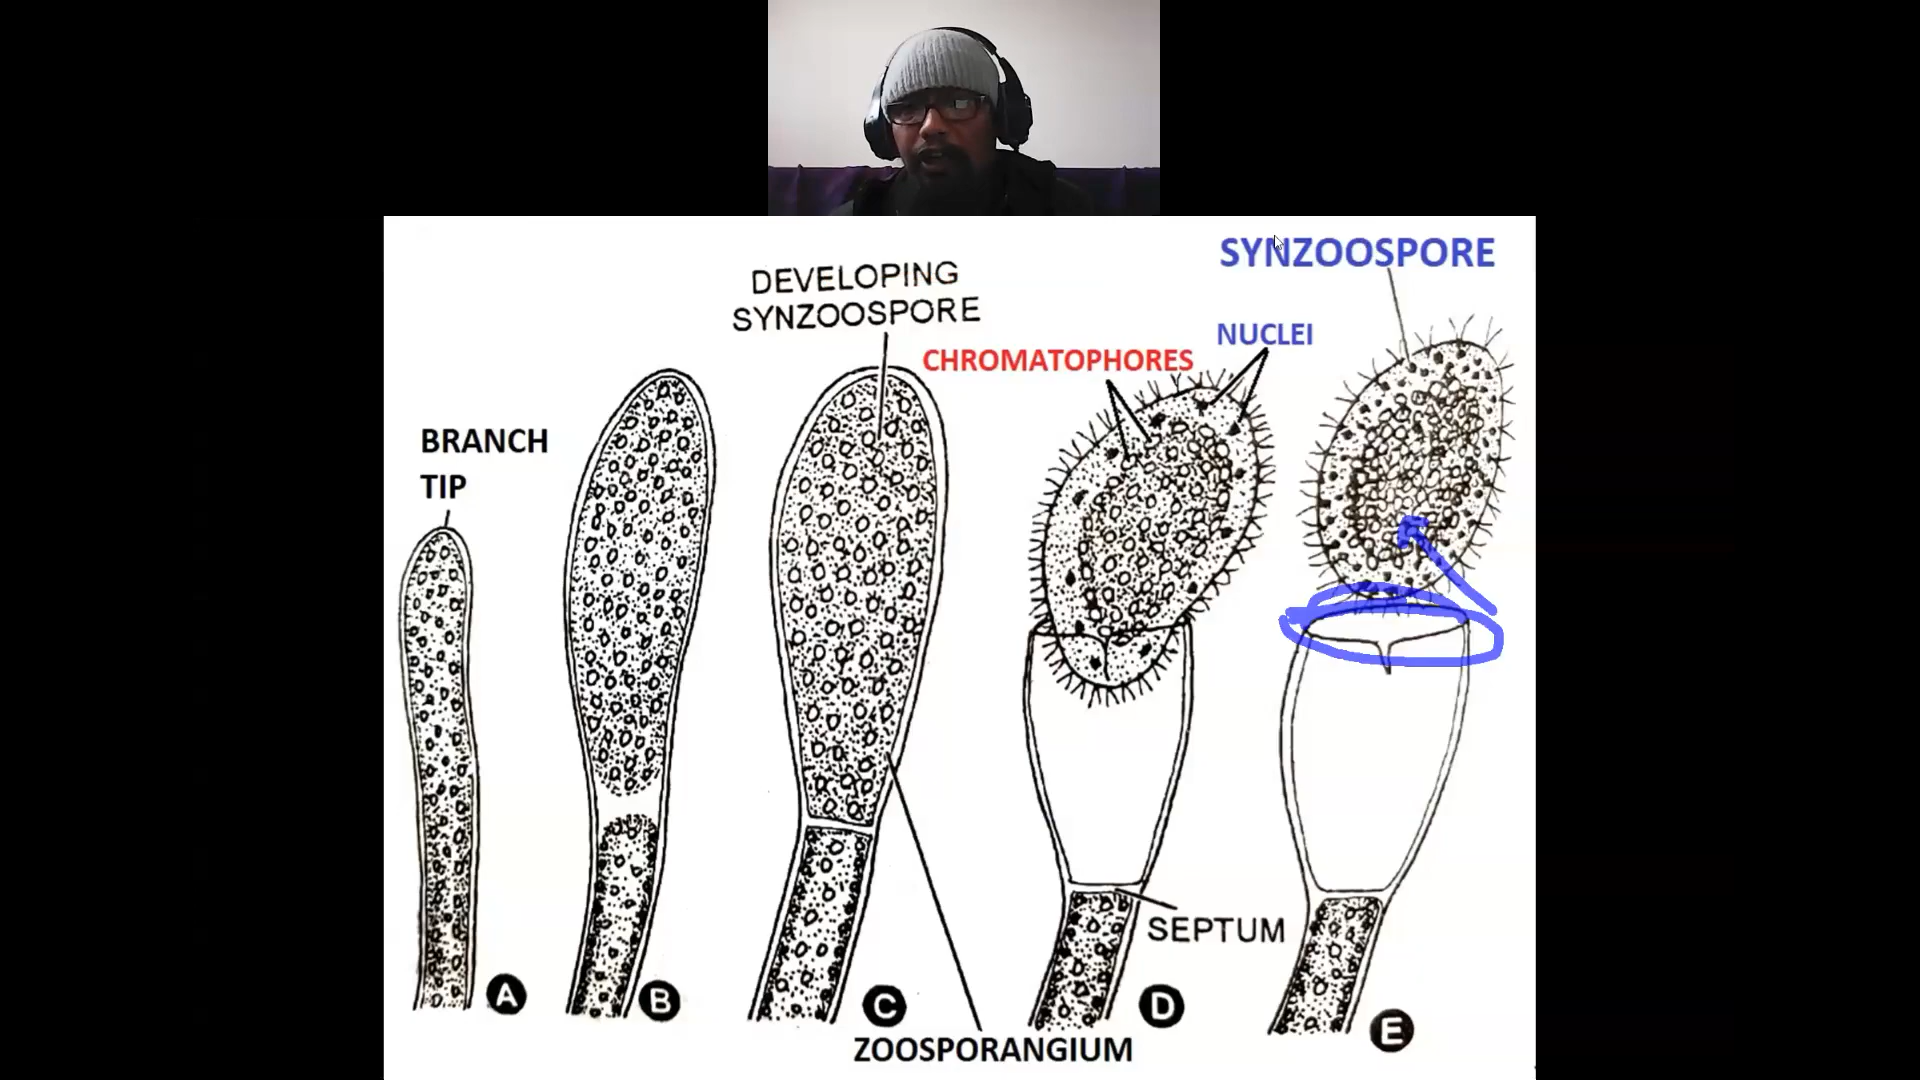 SYNZOOSPORE
DEVELOPING
SYNZOOSPORE
NUCLEI
CHROMATOPHORES
BRANCH
TIP
SEPTUM
A
B
C
D
E
ZOOSPORANGIUM